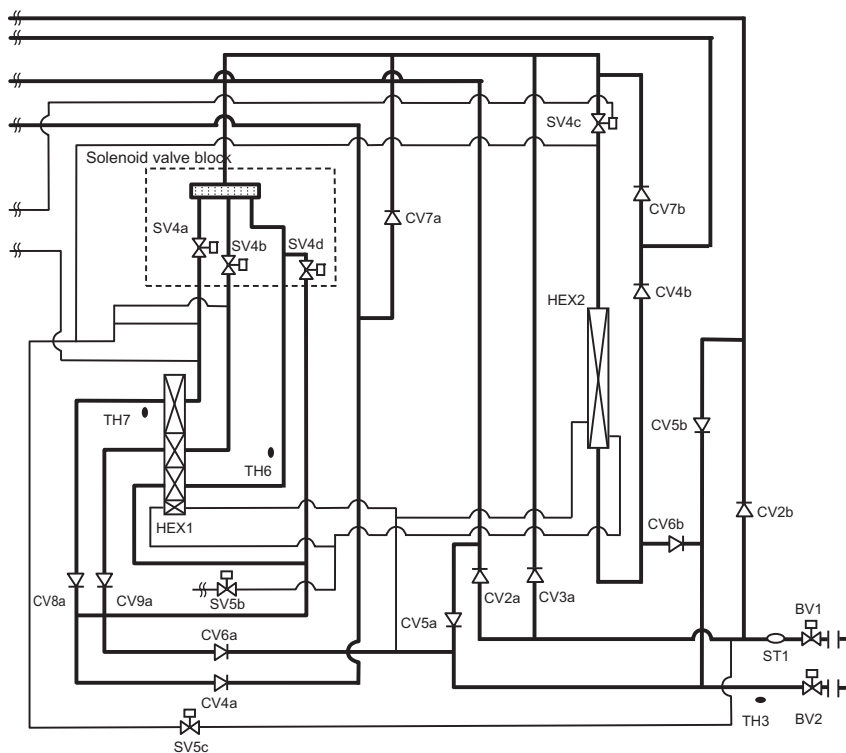 SV4c
Solenoid valve block
SV4a
SV4b
SV4d
CV7a
CV7b
HEX2
CV4b
TH7
TH6
CV5b
HEX1
CV6b
CV2b
CV8a
CV9a
SV5b
CV5a
CV2a
CV3a
BV1
CV6a
ST1
CV4a
TH3
BV2
SV5c